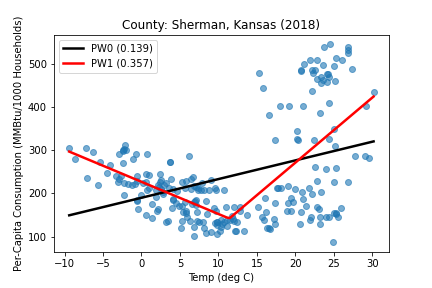 County: Sherman, Kansas (2018)
PW0 (0.139)
PW1 (0.357)
Per-Capita Consumption (MMBtu/1000 Households)
500
400
300
200
100
−10 −5 0 5 10 15 20 25 30
Temp (deg C)